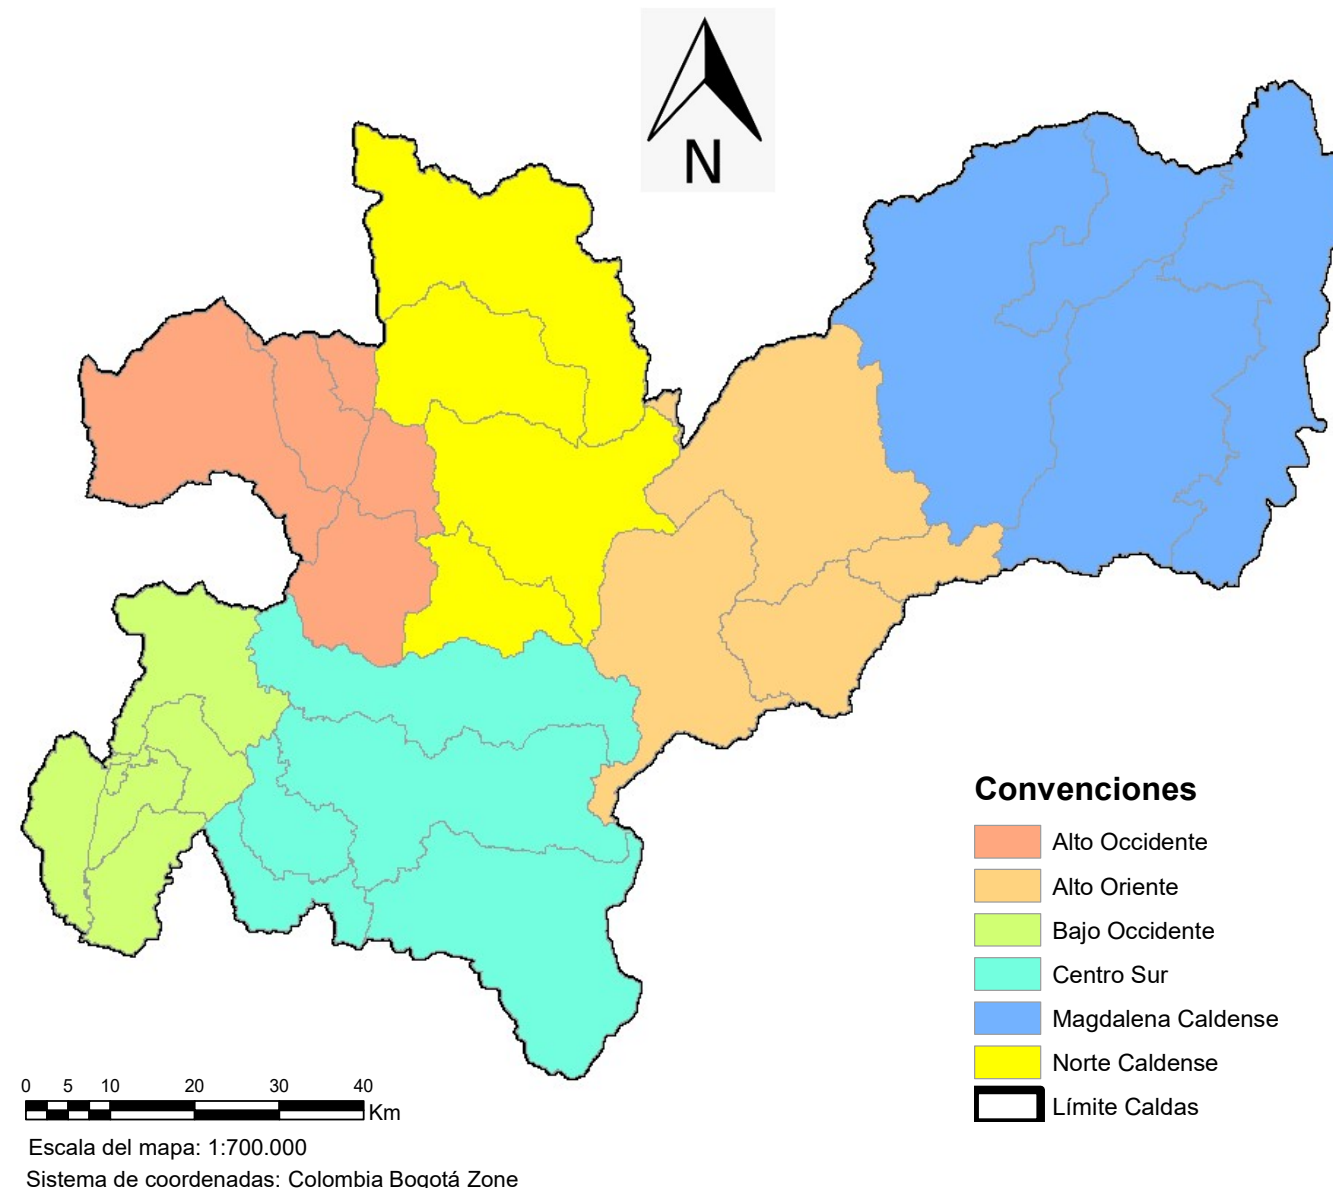 N
Convenciones
Alto Occidente
Alto Oriente
Bajo Occidente
Centro Sur
Magdalena Caldense
Norte Caldense
Límite Caldas
0 5 10 20 30 40
Km
Escala del mapa: 1:700.000
Sistema de coordenadas: Colombia Bogotá Zone